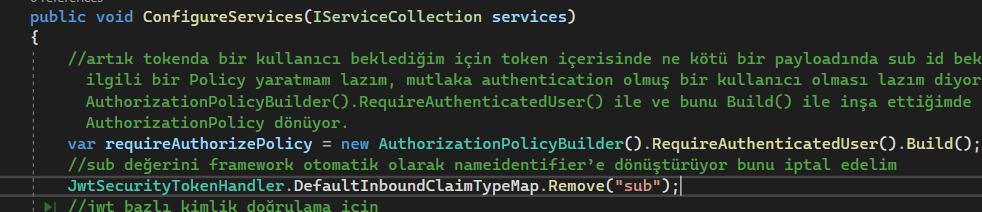 public void ConfigureServices(IServiceCollection services)
{
//artık tokenda bir kullanıcı beklediğim için token içerisinde ne kötü bir payloadında sub id bek
ilgili bir Policy yaratmam lazım, mutlaka authentication olmuş bir kullanıcı olması lazım diyor
AuthorizationPolicyBuilder().RequireAuthenticatedUser() ile ve bunu Build() ile inşa ettiğimde
AuthorizationPolicy dönüyor.
var requireAuthorizePolicy = new AuthorizationPolicyBuilder().RequireAuthenticatedUser().Build();
//sub değerini framework otomatik olarak nameidentifier’e dönüştürüyor bunu iptal edelim
JwtSecurityTokenHandler.DefaultInboundClaimTypeMap.Remove("sub");
//jwt bazlı kimlik doğrulama için